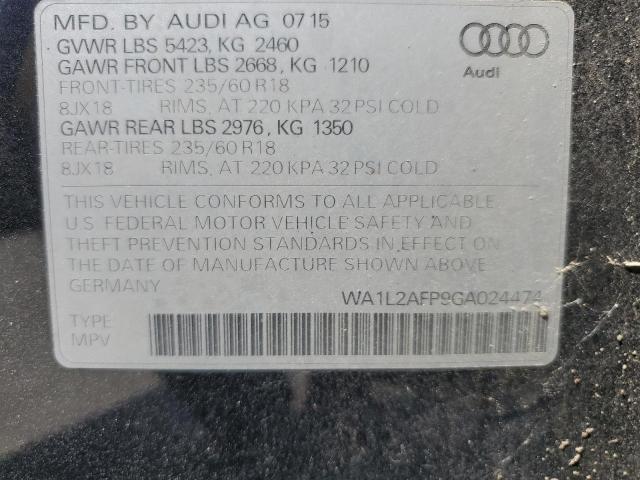 MFD. BY AUDI AG 07 15
GVWR LBS 5423, KG 2460
GAWR FRONT LBS 2668, KG 1210
FRONT-TIRES 235/60 R18
8JX18 RIMS, AT 220 KPA 32 PSI COLD
GAWR REAR LBS 2976, KG 1350
REAR-TIRES 235/60 R18
8JX18 RIMS, AT 220 KPA 32 PSI COLD
Audi
THIS VEHICLE CONFORMS TO ALL APPLICABLE
U.S. FEDERAL MOTOR VEHICLE SAFETY AND
THEFT PREVENTION STANDARDS IN EFFECT ON
THE DATE OF MANUFACTURE SHOWN ABOVE
GERMANY
WA1L2AFP9GA024474
TYPE
MPV